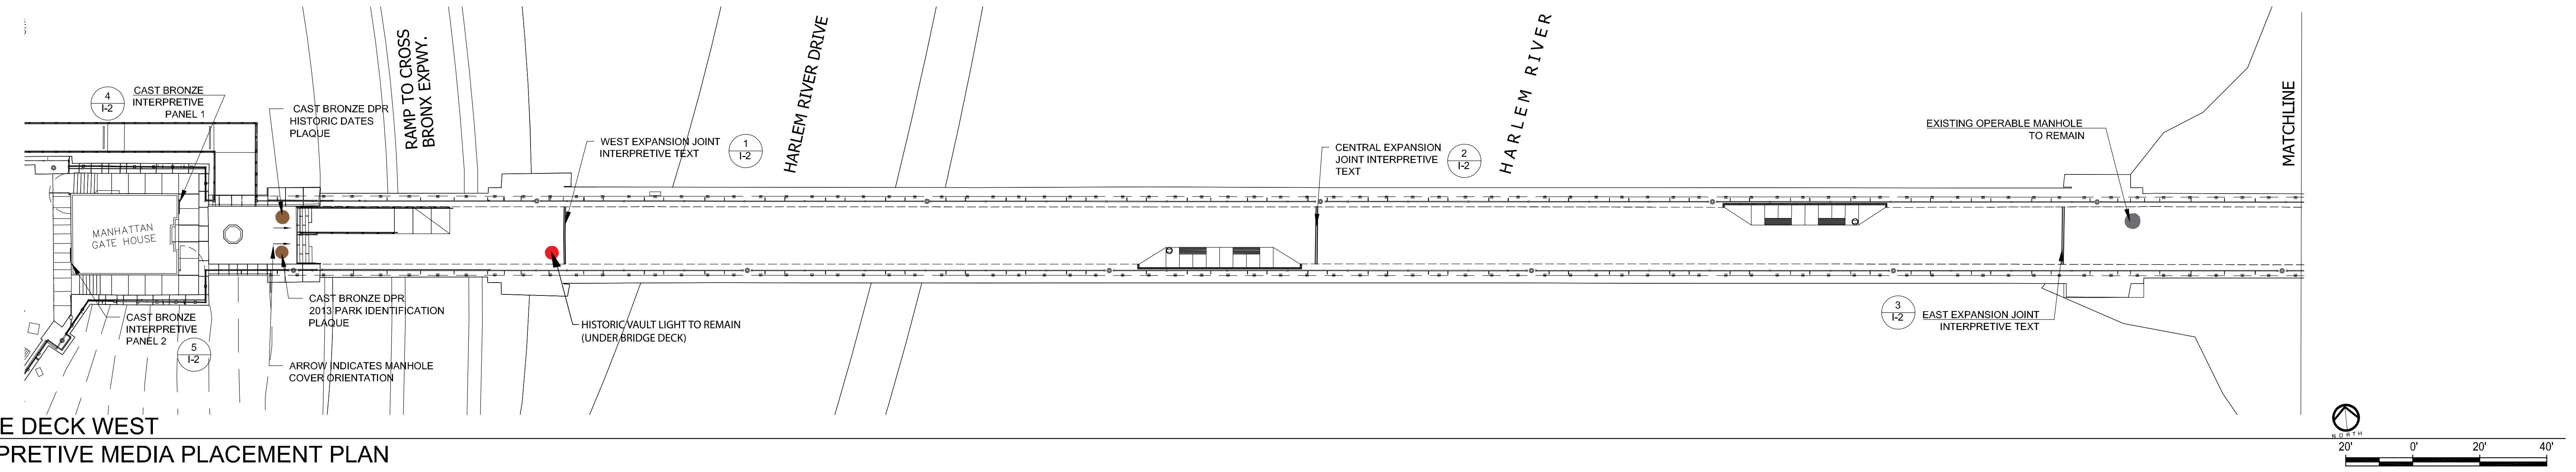 4
I-2
CAST BRONZE
INTERPRETIVE
PANEL 1
CAST BRONZE DPR
HISTORIC DATES
PLAQUE
RAMP TO CROSS
BRONX EXPWY.
WEST EXPANSION JOINT
INTERPRETIVE TEXT
1
I-2
HARLEM RIVER DRIVE
CENTRAL EXPANSION
JOINT INTERPRETIVE
TEXT
2
I-2
HARLEM RIVER
EXISTING OPERABLE MANHOLE
TO REMAIN
MATCHLINE
MANHATTAN
GATE HOUSE
CAST BRONZE
INTERPRETIVE
PANEL 2
5
I-2
CAST BRONZE DPR
2013 PARK IDENTIFICATION
PLAQUE
ARROW INDICATES MANHOLE
COVER ORIENTATION
HISTORIC VAULT LIGHT TO REMAIN
(UNDER BRIDGE DECK)
3
I-2
EAST EXPANSION JOINT
INTERPRETIVE TEXT
E DECK WEST
PRETIVE MEDIA PLACEMENT PLAN
NORTH
20' 0' 20' 40'